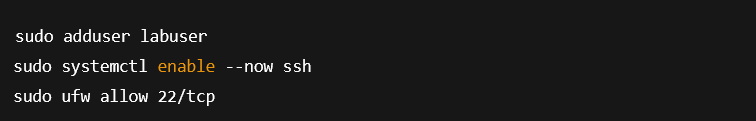 sudo adduser labuser
sudo systemctl enable --now ssh
sudo ufw allow 22/tcp